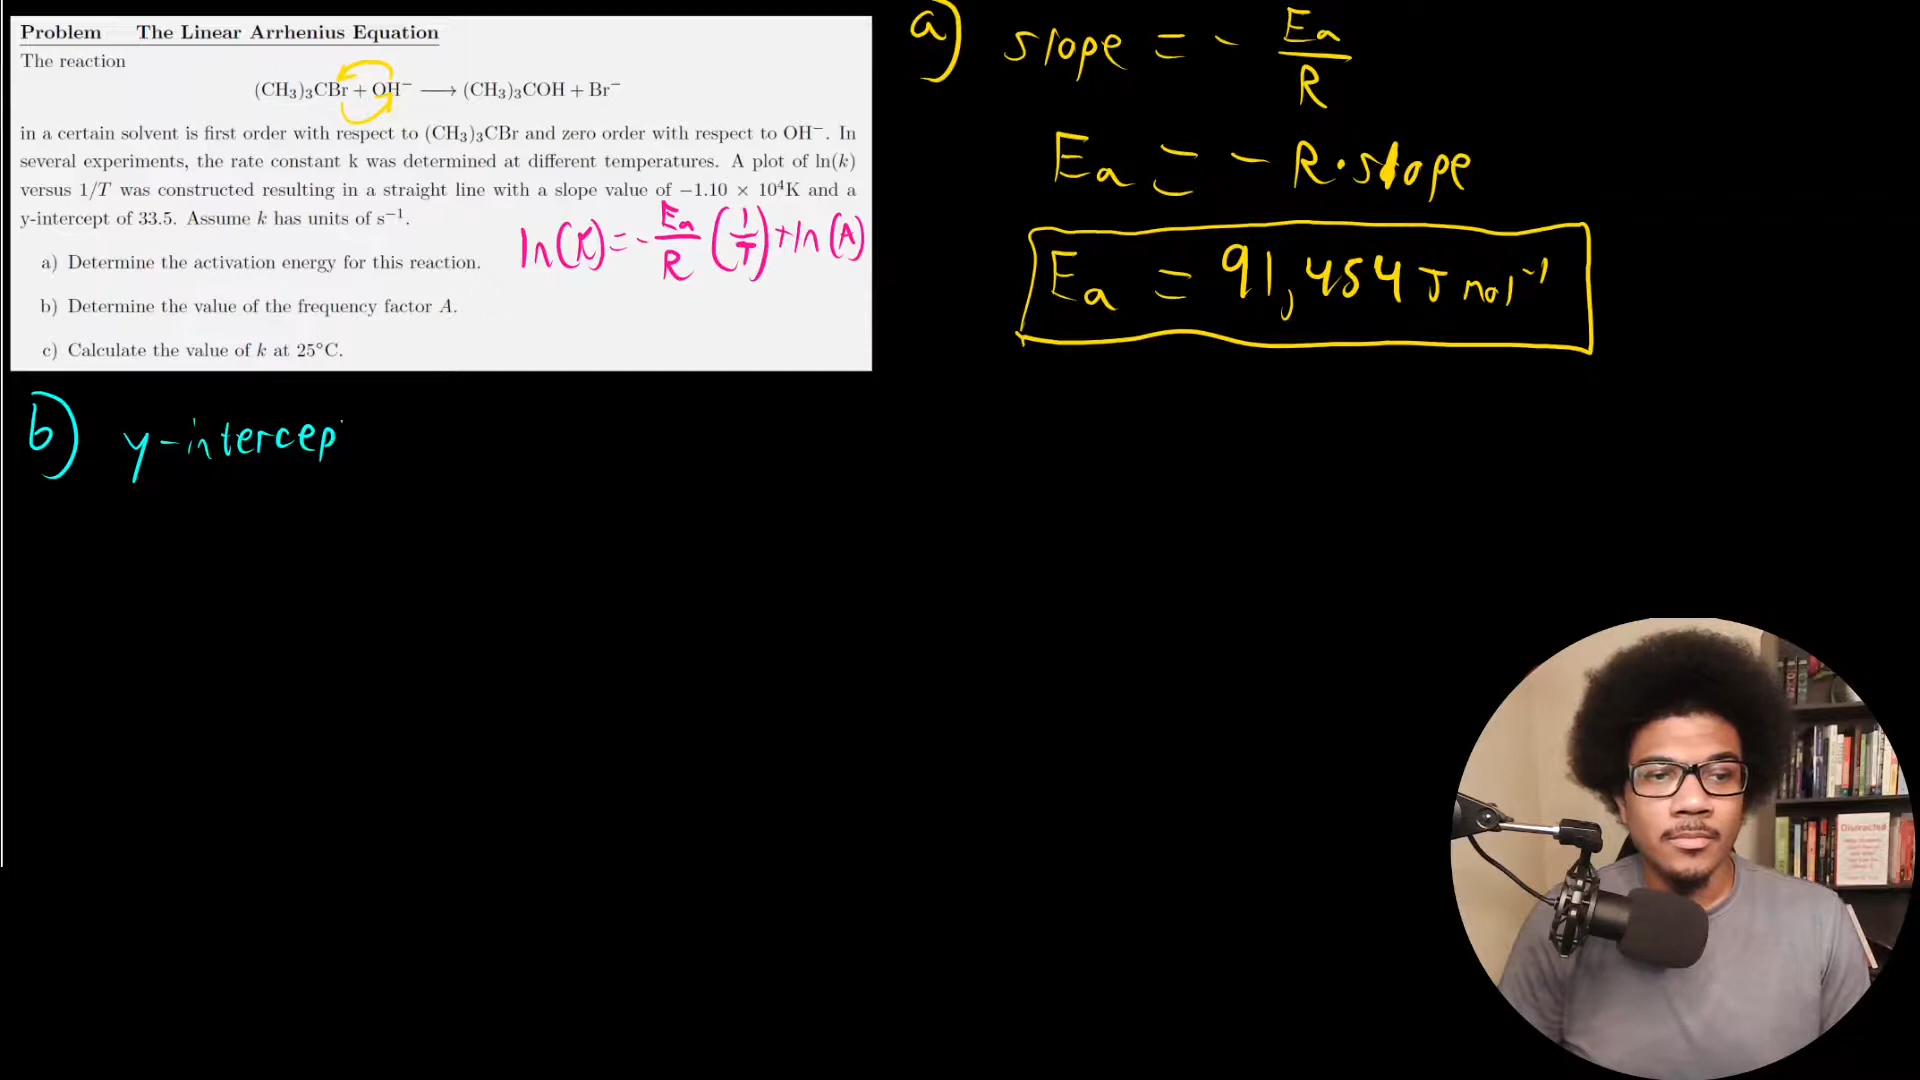 Problem The Linear Arrhenius Equation
The reaction
(CH₃)₃CBr + OH⁻ ⟶ (CH₃)₃COH + Br⁻
in a certain solvent is first order with respect to (CH₃)₃CBr and zero order with respect to OH⁻. In
several experiments, the rate constant k was determined at different temperatures. A plot of ln(k)
versus 1/T was constructed resulting in a straight line with a slope value of −1.10 × 10⁴K and a
y-intercept of 33.5. Assume k has units of s⁻¹.
ln(K) = - Ea/R (1/T) + ln(A)
a) Determine the activation energy for this reaction.
b) Determine the value of the frequency factor A.
c) Calculate the value of k at 25°C.
a) slope = - Ea/R
Ea = - R·slope
Ea = 91,454 J mol⁻¹
b) y-intercep
Distracted